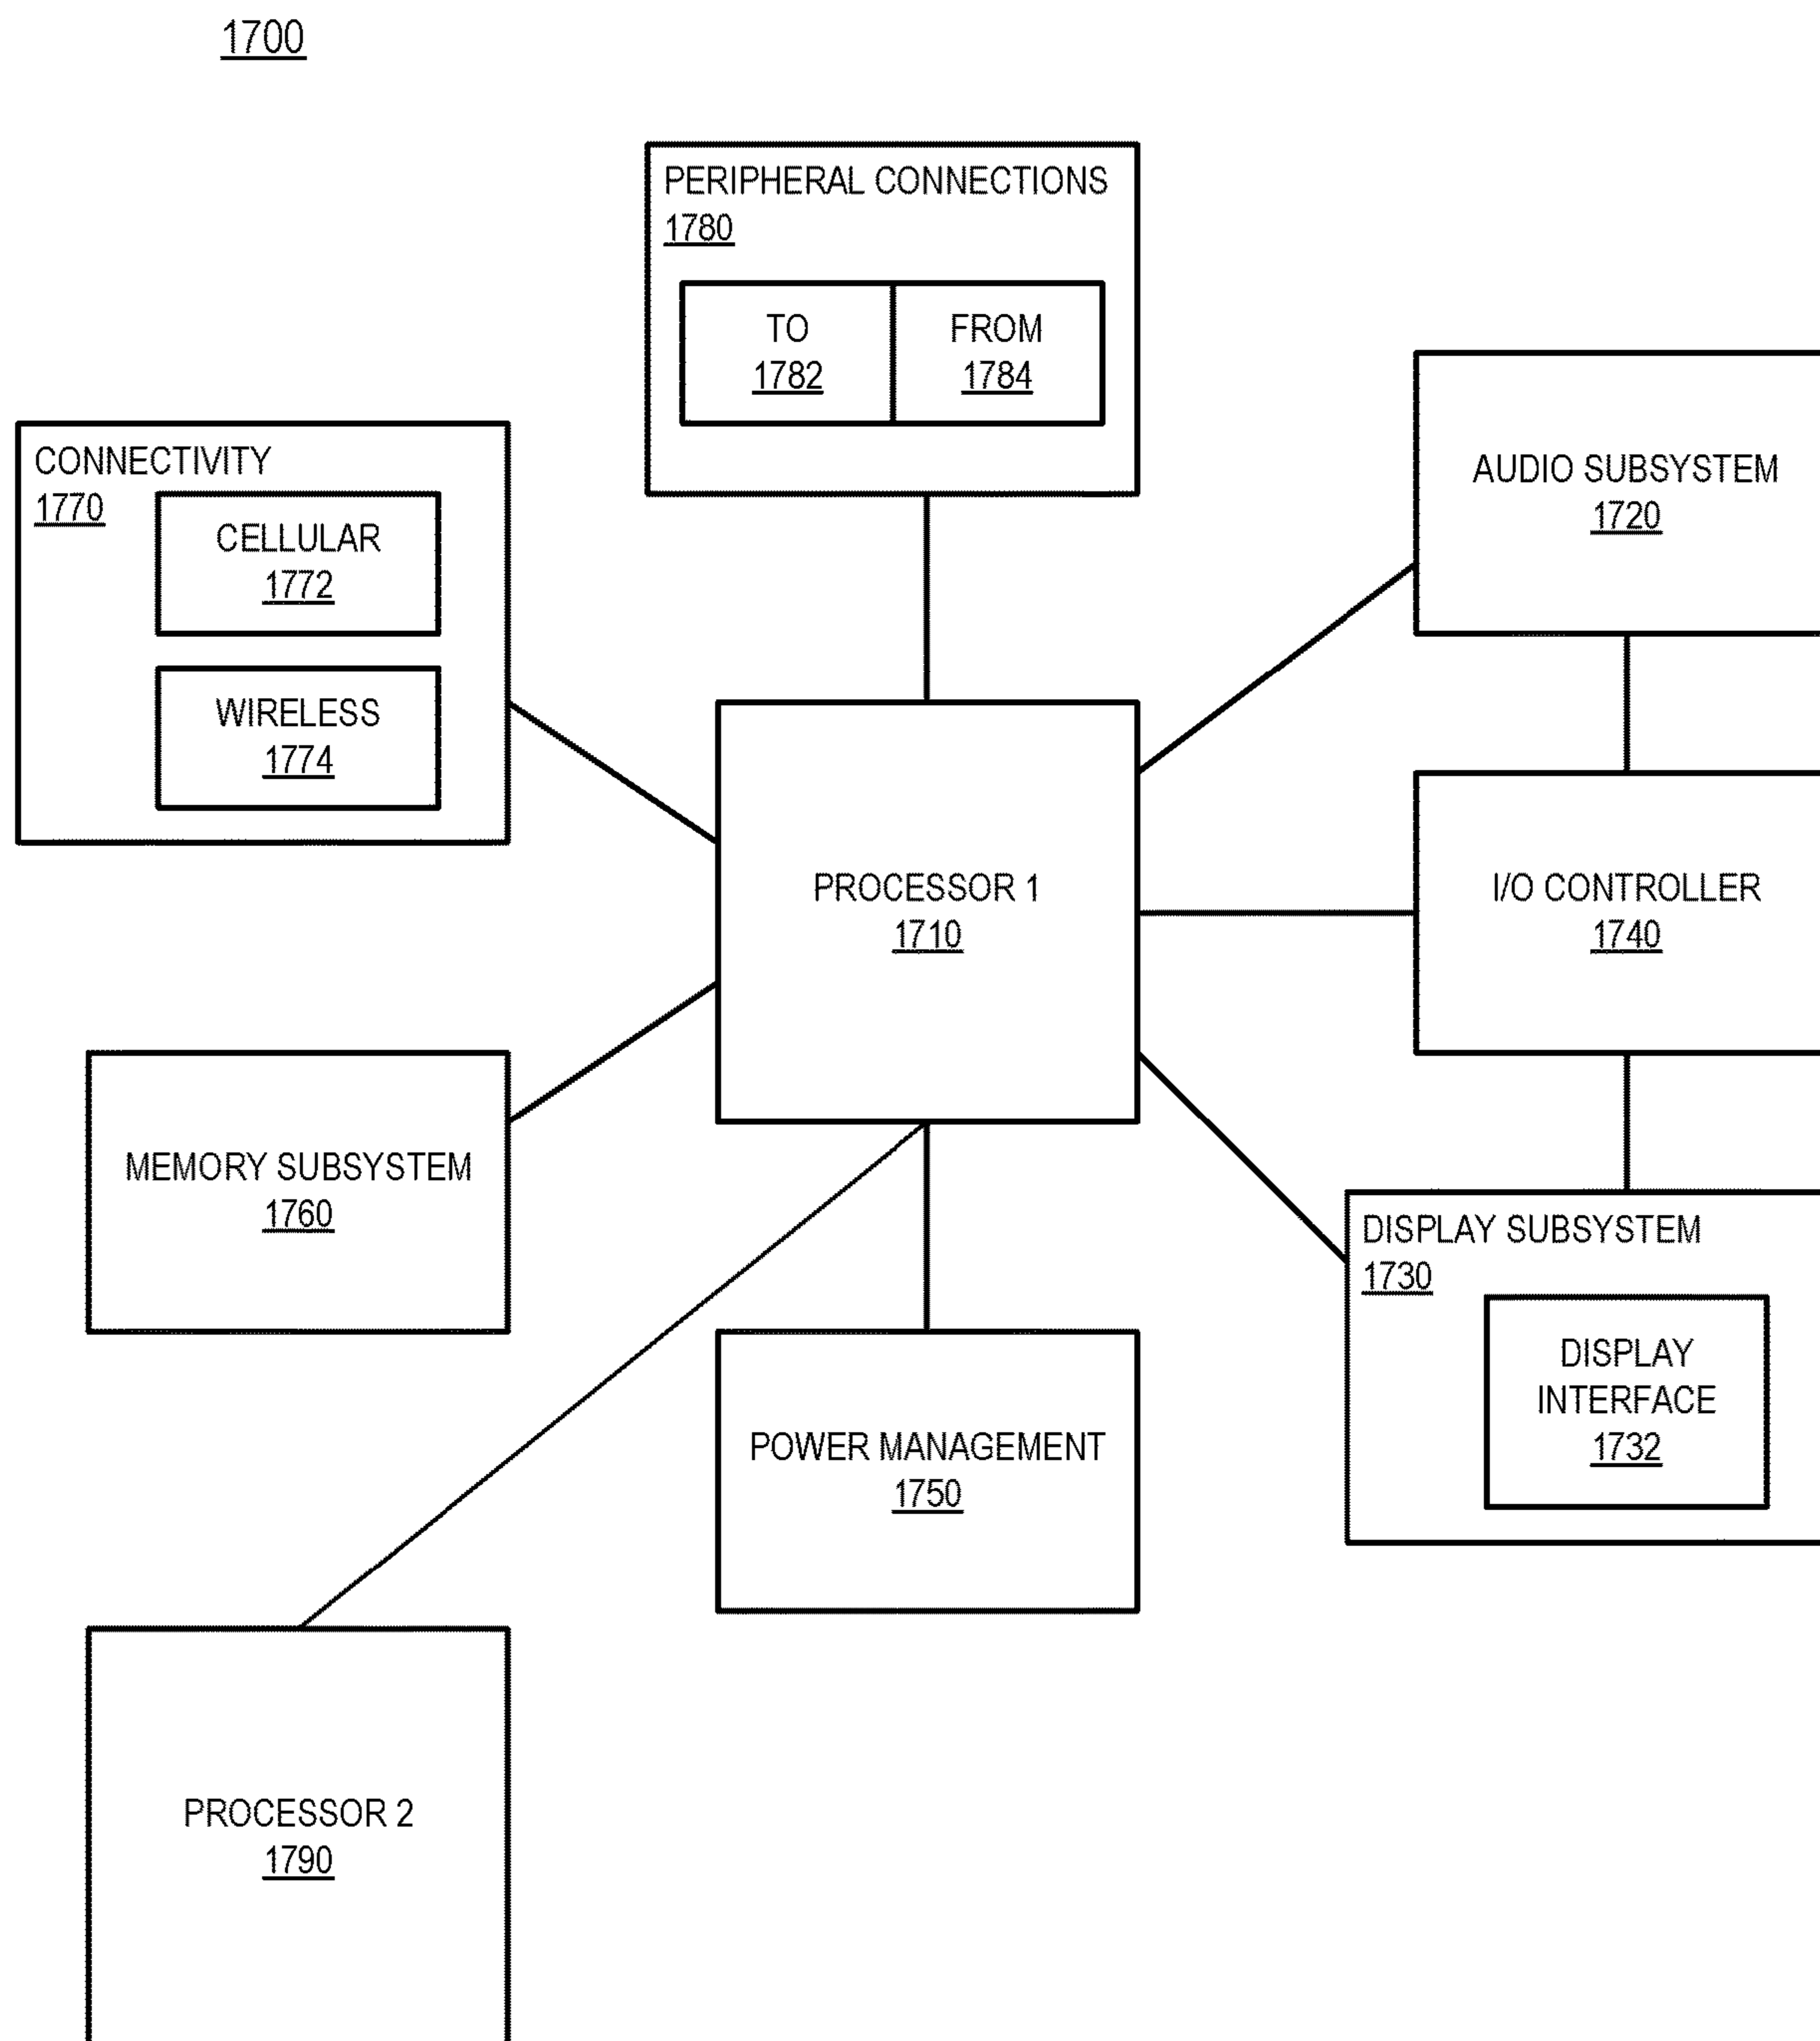 1700
PERIPHERAL CONNECTIONS
1780
TO
1782
FROM
1784
AUDIO SUBSYSTEM
1720
CONNECTIVITY
1770
CELLULAR
1772
WIRELESS
1774
PROCESSOR 1
1710
I/O CONTROLLER
1740
MEMORY SUBSYSTEM
1760
DISPLAY SUBSYSTEM
1730
DISPLAY
INTERFACE
1732
POWER MANAGEMENT
1750
PROCESSOR 2
1790